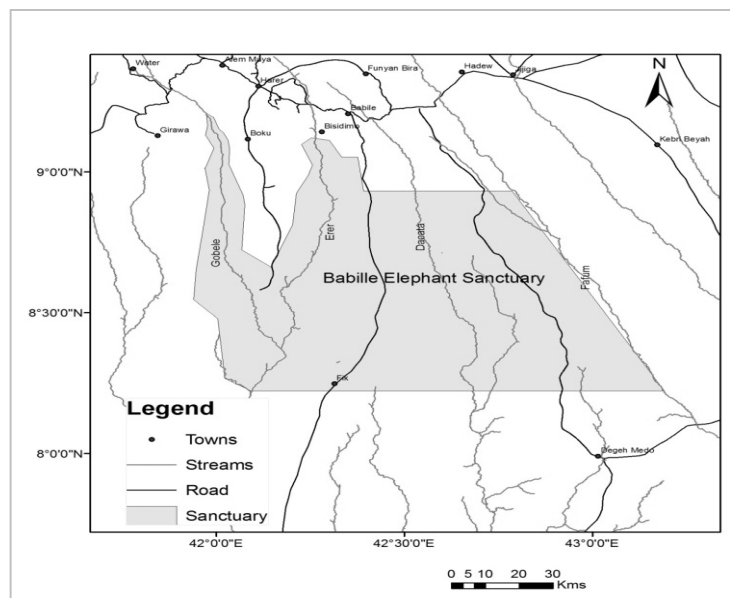 Water
Alem Maya
Harer
Funyan Bira
Hadew
Jijiga
N
Babile
Bisidimo
Girawa
Boku
Kebri Beyah
9°0'0"N
Gobele
Erer
Daeata
Fafum
Babille Elephant Sanctuary
8°30'0"N
Fik
Legend
Towns
Streams
Road
Sanctuary
8°0'0"N
Degeh Medo
42°0'0"E 42°30'0"E 43°0'0"E
0 5 10 20 30
Kms